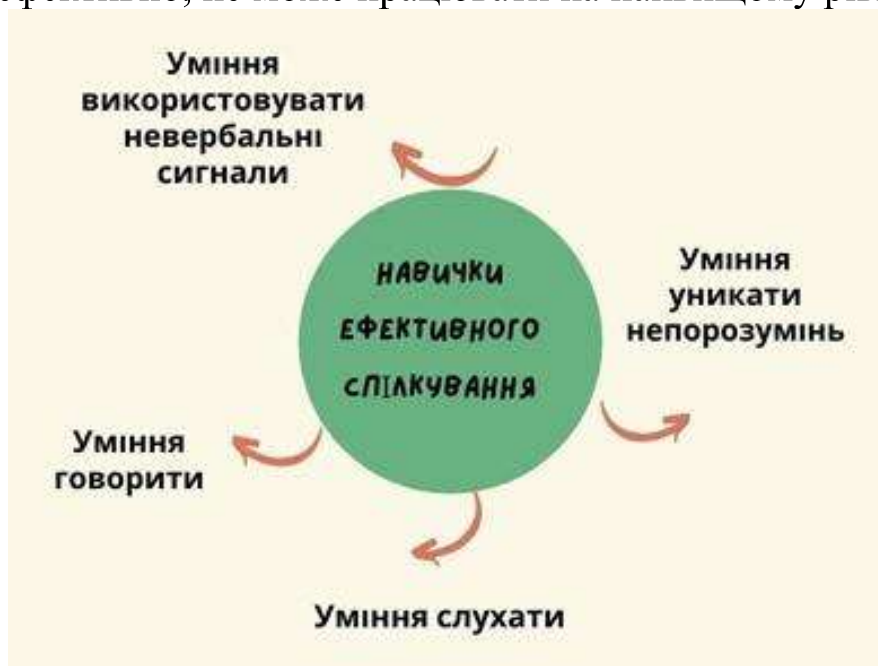 Уміння
використовувати
невербальні
сигнали
НАВИЧКИ
ЕФЕКТИВНОГО
СПІЛКУВАННЯ
Уміння
уникати
непорозумінь
Уміння
говорити
Уміння слухати